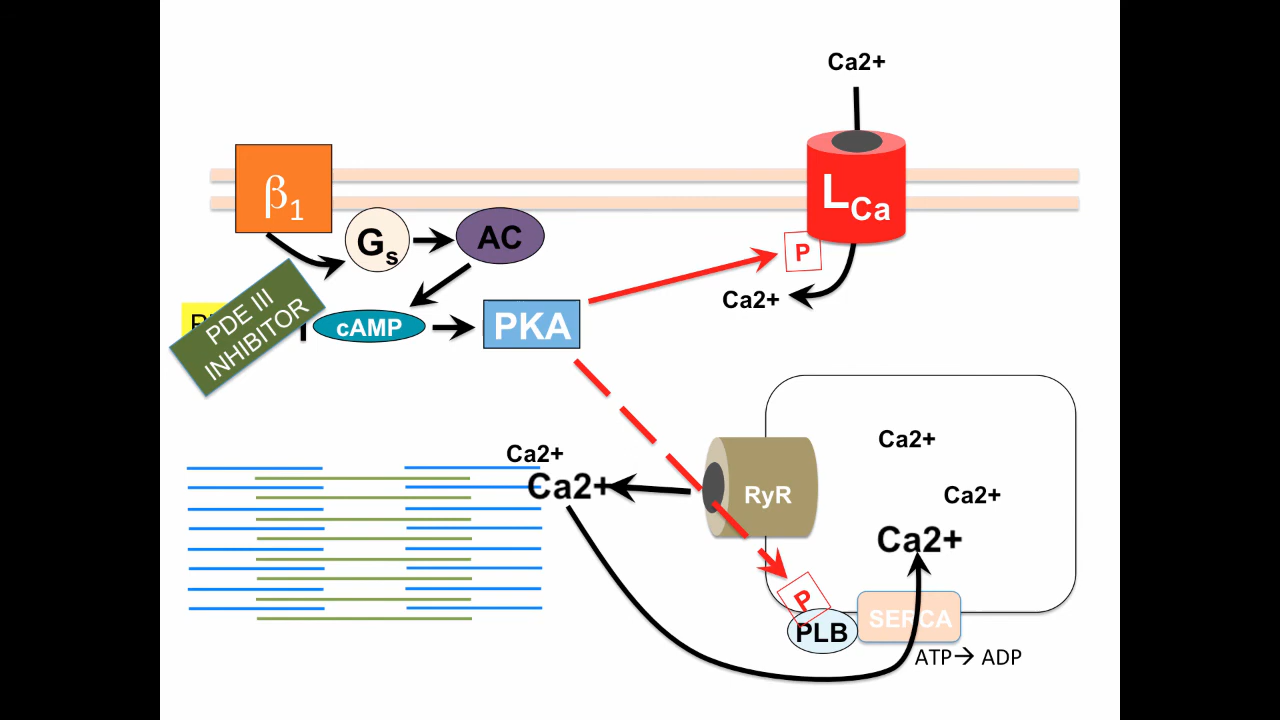 Ca2+
β1
LCa
Gs
AC
P
PDE III
INHIBITOR
cAMP
PKA
Ca2+
Ca2+
Ca2+
Ca2+
RyR
Ca2+
Ca2+
P
PLB
SERCA
ATP→ ADP